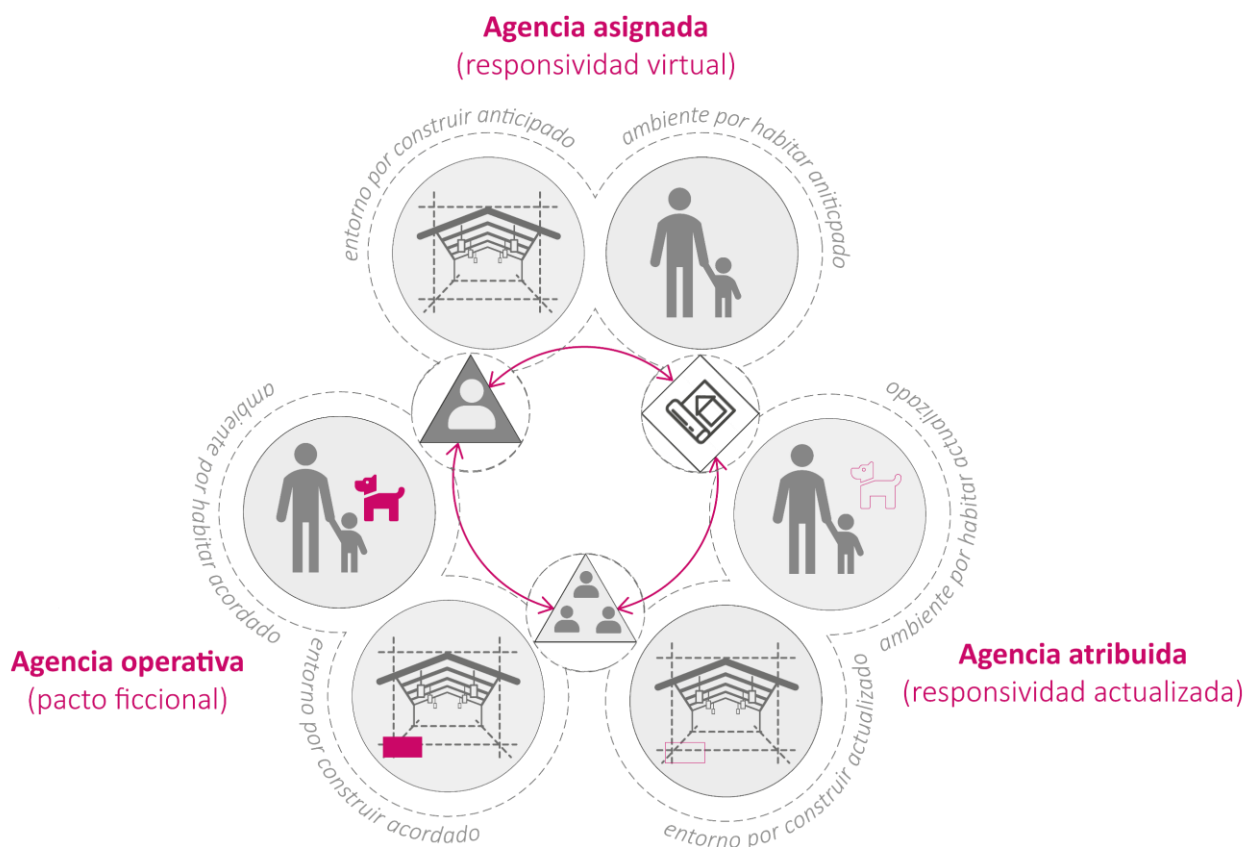 Agencia asignada
(responsividad virtual)
entorno por construir anticipado
ambiente por habitar aniticpado
ambiente por habitar acordado
ambiente por habitar actualizado
Agencia operativa
(pacto ficcional)
entorno por construir acordado
entorno por construir actualizado
Agencia atribuida
(responsividad actualizada)